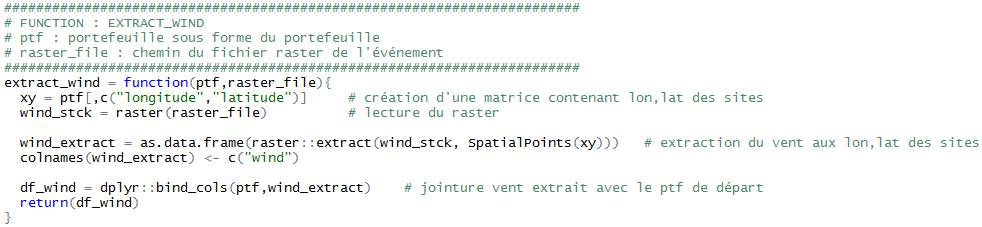 ########################################################################
# FUNCTION : EXTRACT_WIND
# ptf : portefeuille sous forme du portefeuille
# raster_file : chemin du fichier raster de l'événement
########################################################################
extract_wind = function(ptf,raster_file){
  xy = ptf[,c("longitude","latitude")]     # création d'une matrice contenant lon,lat des sites
  wind_stck = raster(raster_file)          # lecture du raster
  wind_extract = as.data.frame(raster::extract(wind_stck, SpatialPoints(xy)))   # extraction du vent aux lon,lat des sites
  colnames(wind_extract) <- c("wind")
  df_wind = dplyr::bind_cols(ptf,wind_extract)    # jointure vent extrait avec le ptf de départ
  return(df_wind)
}